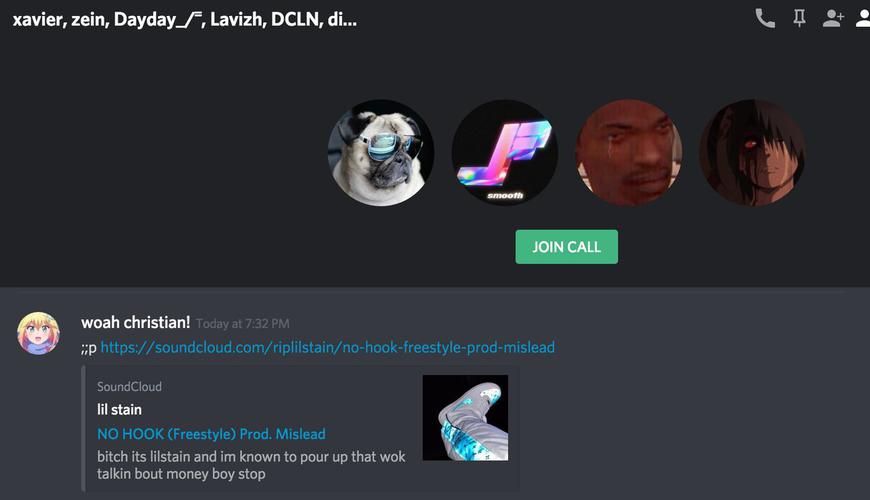 xavier, zein, Dayday_/⁼, Lavizh, DCLN, di...
smooth
JOIN CALL
woah christian! Today at 7:32 PM
;;p https://soundcloud.com/riplilstain/no-hook-freestyle-prod-mislead
SoundCloud
lil stain
NO HOOK (Freestyle) Prod. Mislead
bitch its lilstain and im known to pour up that wok
talkin bout money boy stop